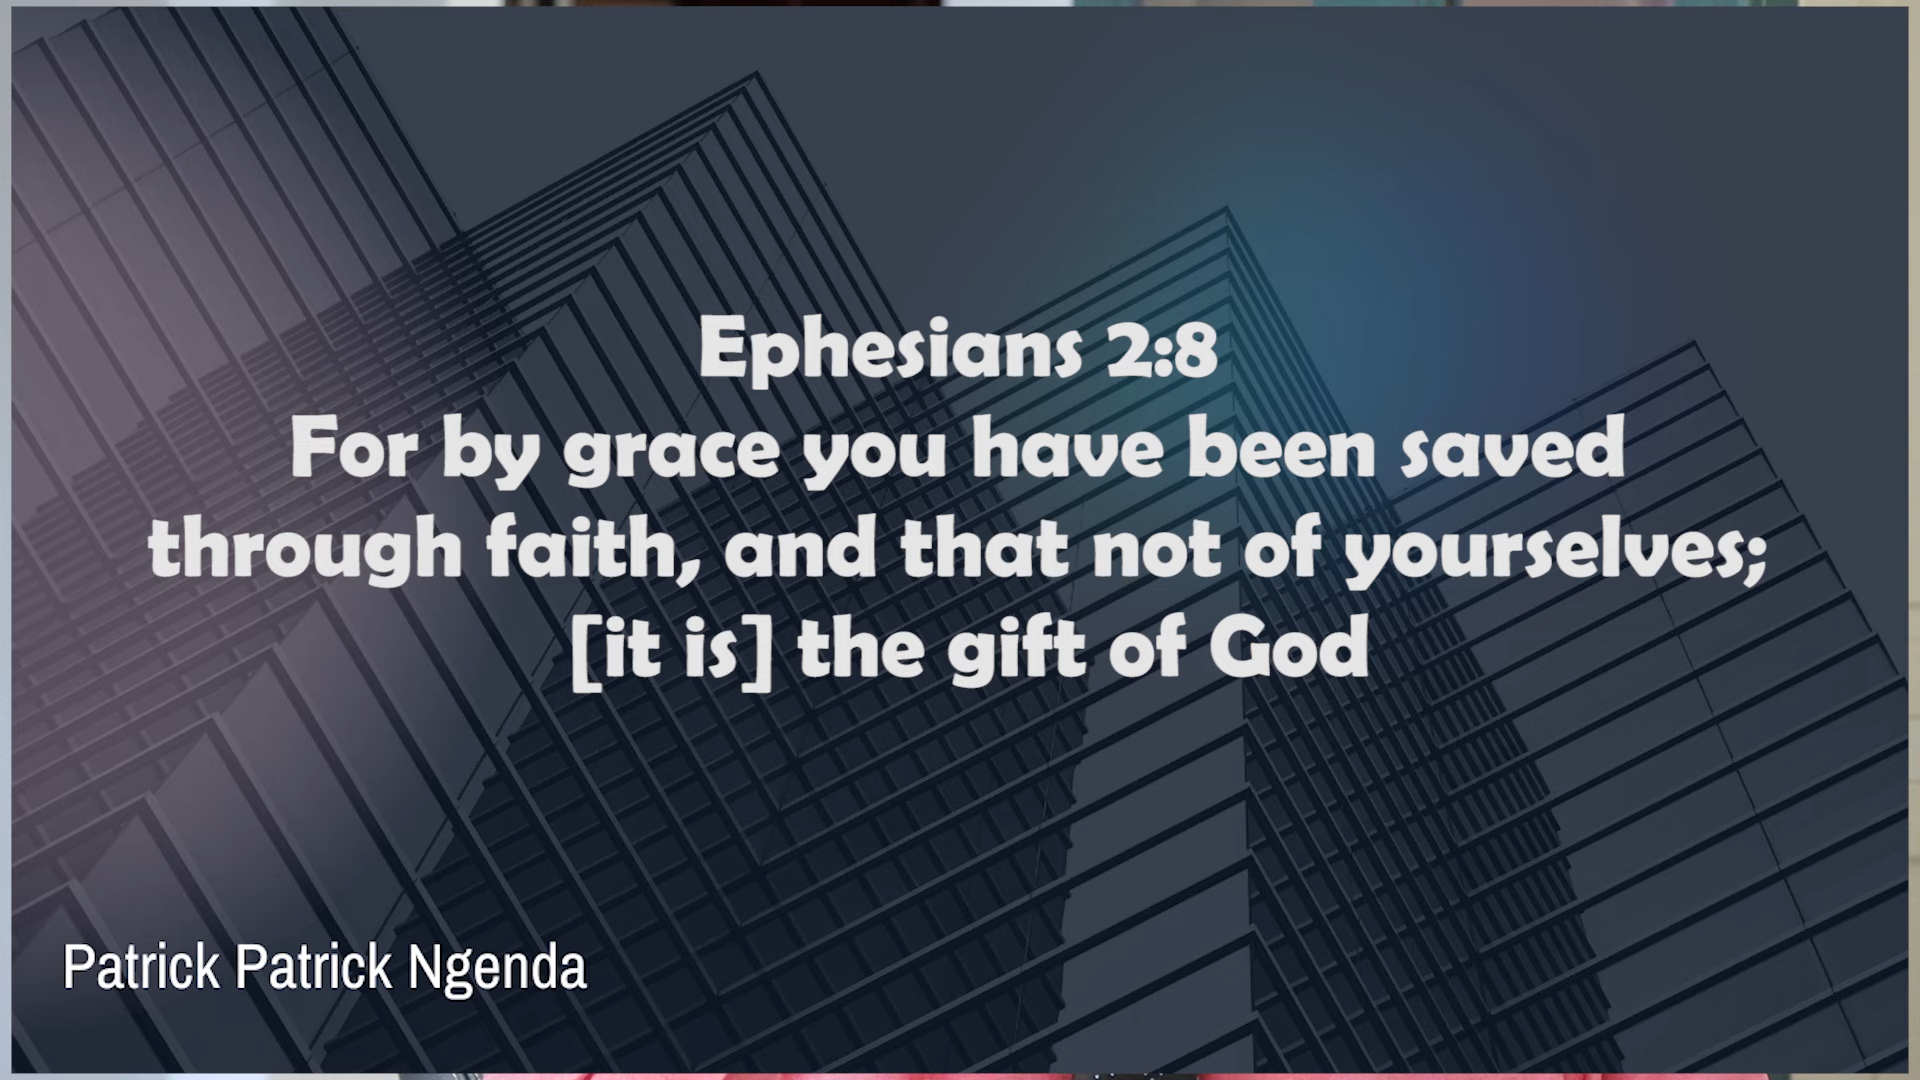 Ephesians 2:8
For by grace you have been saved
through faith, and that not of yourselves;
[it is] the gift of God
Patrick Patrick Ngenda